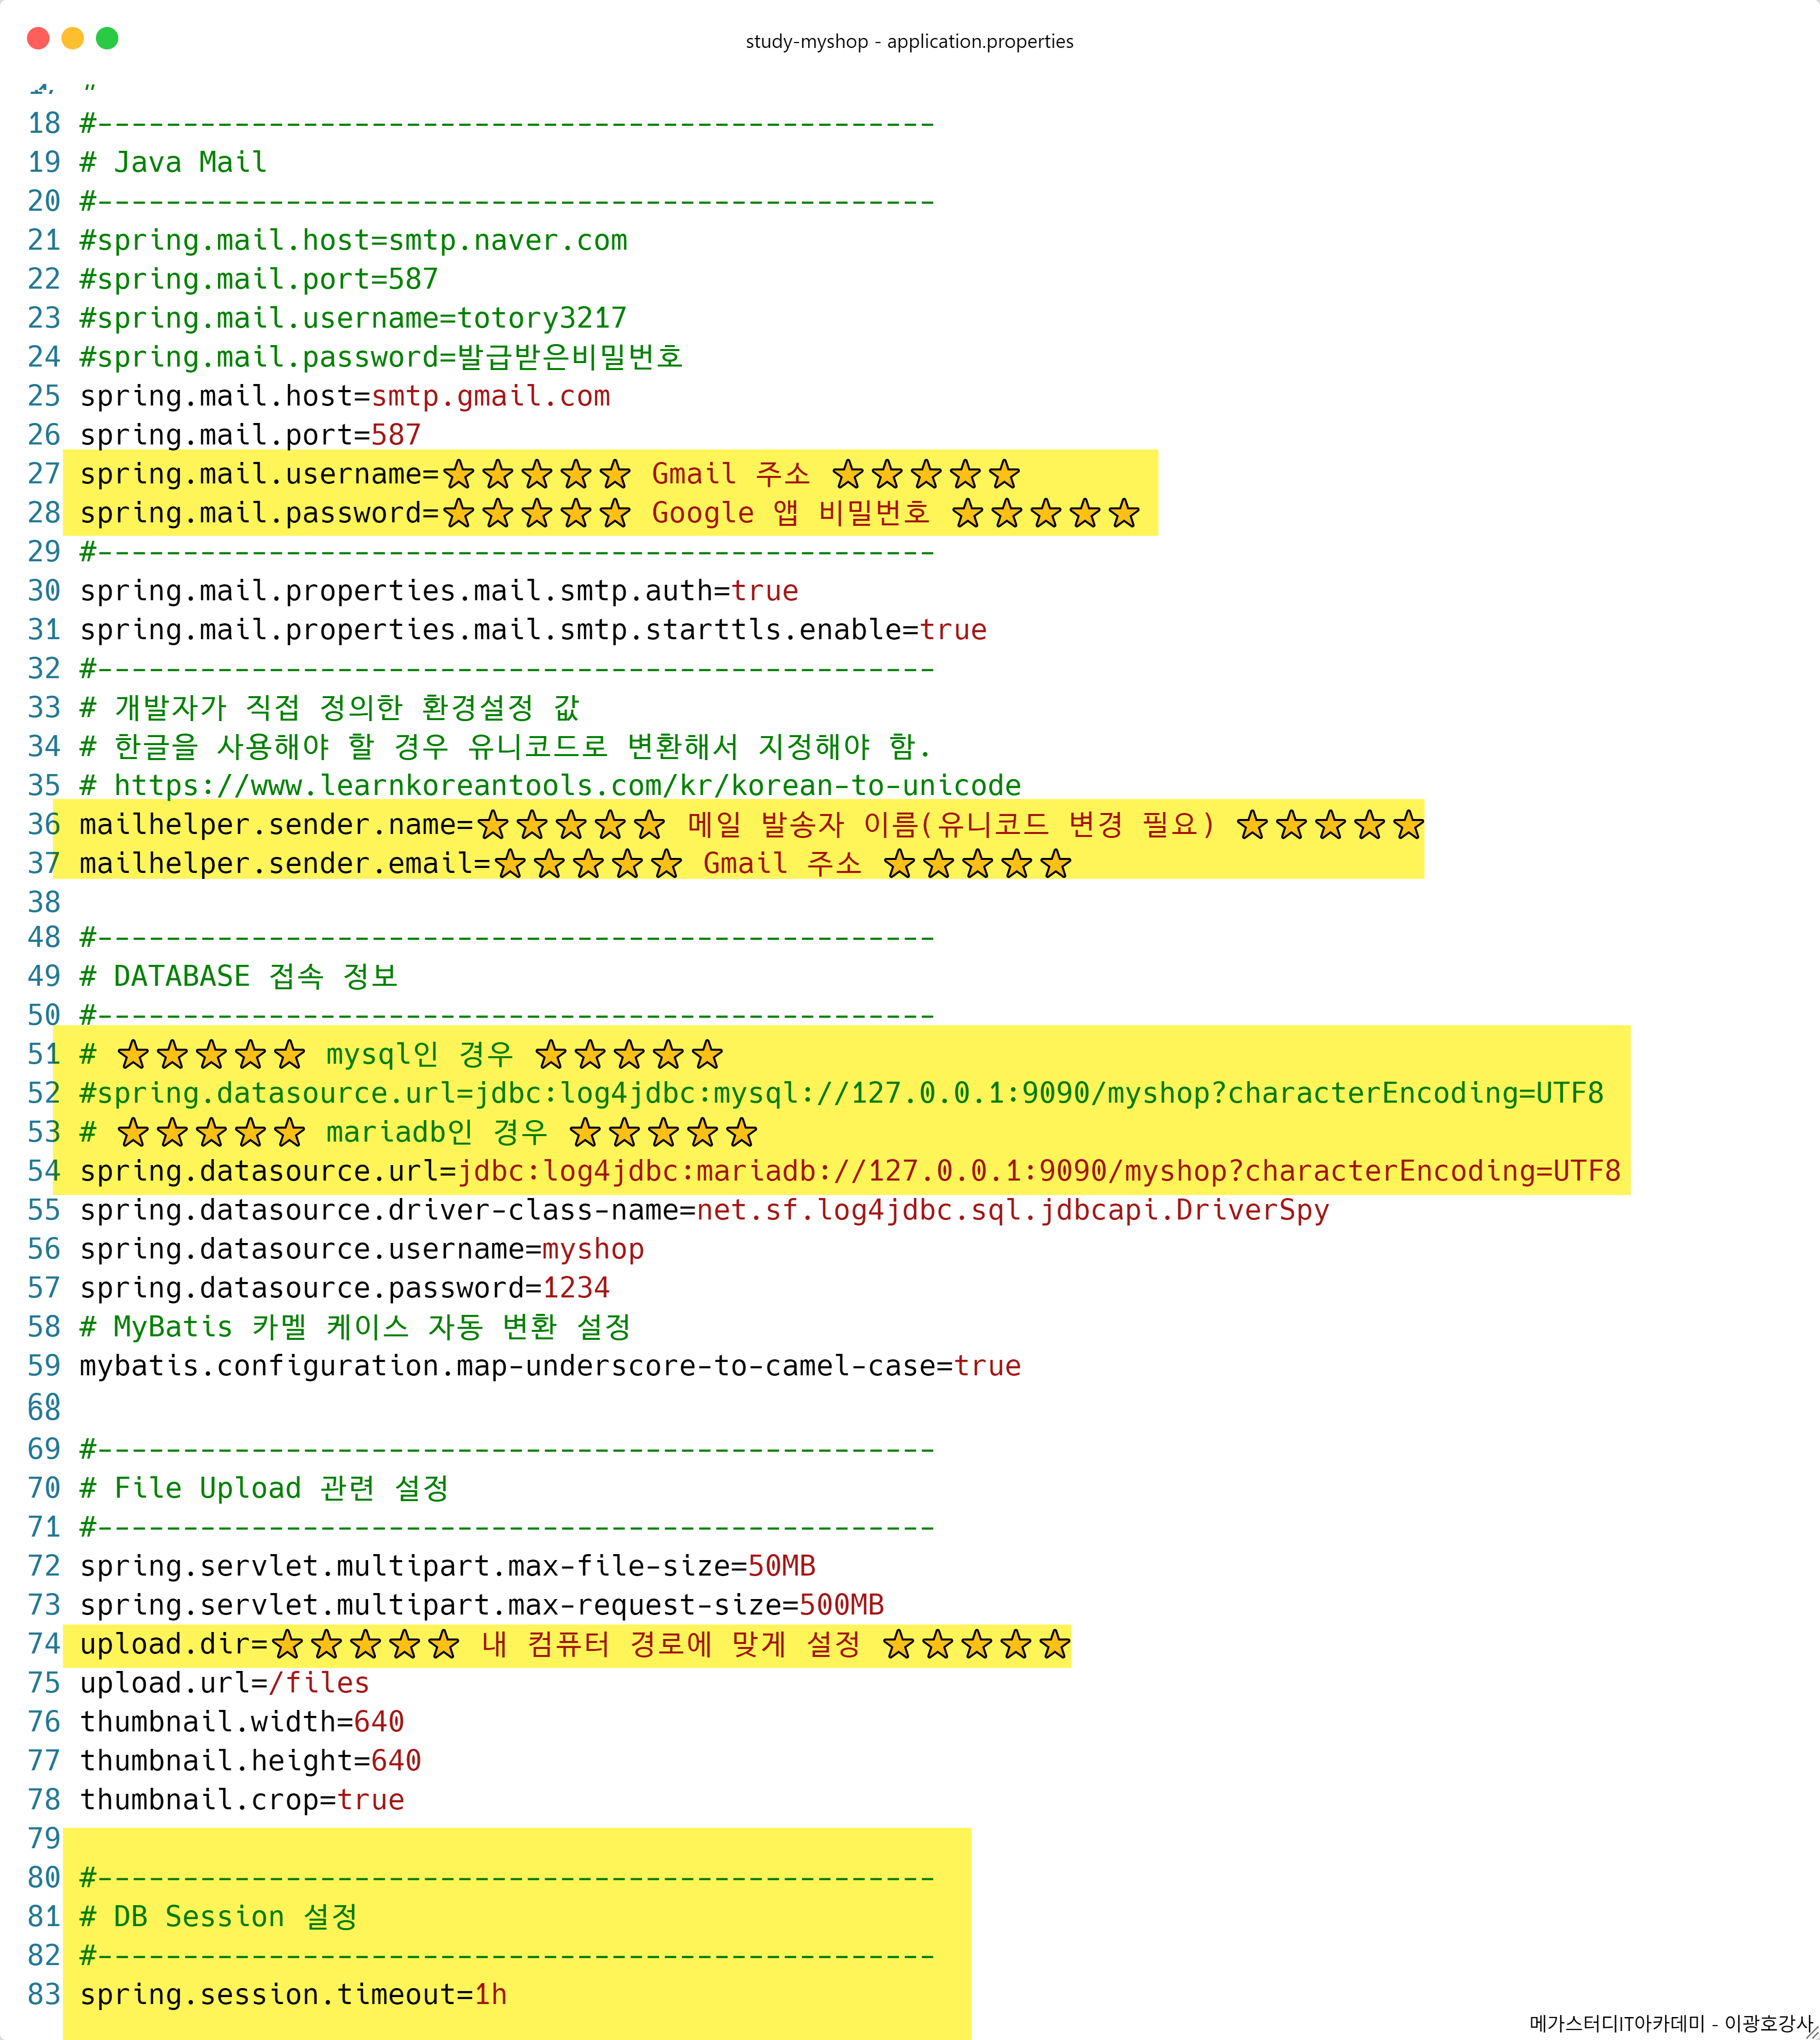 study-myshop - application.properties
#
18 #-------------------------------------------------
19 # Java Mail
20 #-------------------------------------------------
21 #spring.mail.host=smtp.naver.com
22 #spring.mail.port=587
23 #spring.mail.username=totory3217
24 #spring.mail.password=발급받은비밀번호
25 spring.mail.host=smtp.gmail.com
26 spring.mail.port=587
27 spring.mail.username=⭐⭐⭐⭐⭐ Gmail 주소 ⭐⭐⭐⭐⭐
28 spring.mail.password=⭐⭐⭐⭐⭐ Google 앱 비밀번호 ⭐⭐⭐⭐⭐
29 #-------------------------------------------------
30 spring.mail.properties.mail.smtp.auth=true
31 spring.mail.properties.mail.smtp.starttls.enable=true
32 #-------------------------------------------------
33 # 개발자가 직접 정의한 환경설정 값
34 # 한글을 사용해야 할 경우 유니코드로 변환해서 지정해야 함.
35 # https://www.learnkoreantools.com/kr/korean-to-unicode
36 mailhelper.sender.name=⭐⭐⭐⭐⭐ 메일 발송자 이름(유니코드 변경 필요) ⭐⭐⭐⭐⭐
37 mailhelper.sender.email=⭐⭐⭐⭐⭐ Gmail 주소 ⭐⭐⭐⭐⭐
38
48 #-------------------------------------------------
49 # DATABASE 접속 정보
50 #-------------------------------------------------
51 # ⭐⭐⭐⭐⭐ mysql인 경우 ⭐⭐⭐⭐⭐
52 #spring.datasource.url=jdbc:log4jdbc:mysql://127.0.0.1:9090/myshop?characterEncoding=UTF8
53 # ⭐⭐⭐⭐⭐ mariadb인 경우 ⭐⭐⭐⭐⭐
54 spring.datasource.url=jdbc:log4jdbc:mariadb://127.0.0.1:9090/myshop?characterEncoding=UTF8
55 spring.datasource.driver-class-name=net.sf.log4jdbc.sql.jdbcapi.DriverSpy
56 spring.datasource.username=myshop
57 spring.datasource.password=1234
58 # MyBatis 카멜 케이스 자동 변환 설정
59 mybatis.configuration.map-underscore-to-camel-case=true
60
68
69 #-------------------------------------------------
70 # File Upload 관련 설정
71 #-------------------------------------------------
72 spring.servlet.multipart.max-file-size=50MB
73 spring.servlet.multipart.max-request-size=500MB
74 upload.dir=⭐⭐⭐⭐⭐ 내 컴퓨터 경로에 맞게 설정 ⭐⭐⭐⭐⭐
75 upload.url=/files
76 thumbnail.width=640
77 thumbnail.height=640
78 thumbnail.crop=true
79
80 #-------------------------------------------------
81 # DB Session 설정
82 #-------------------------------------------------
83 spring.session.timeout=1h
메가스터디IT아카데미 - 이광호강사